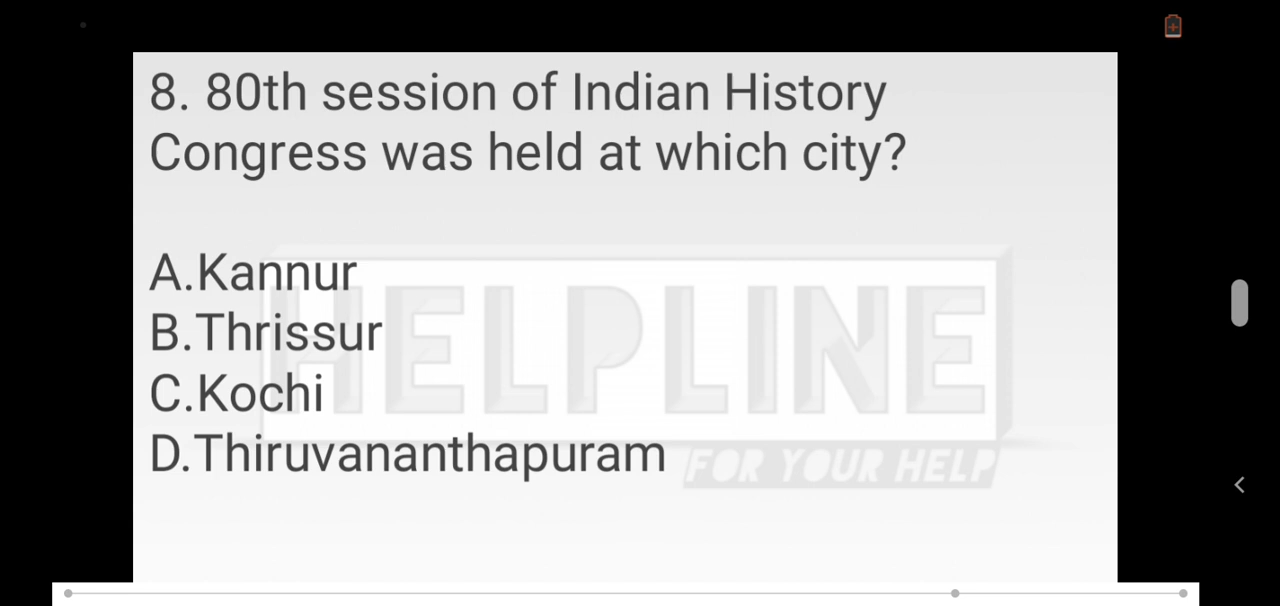 8. 80th session of Indian History
Congress was held at which city?
A.Kannur
B.Thrissur
C.Kochi
D.Thiruvananthapuram
HELPLINE
FOR YOUR HELP